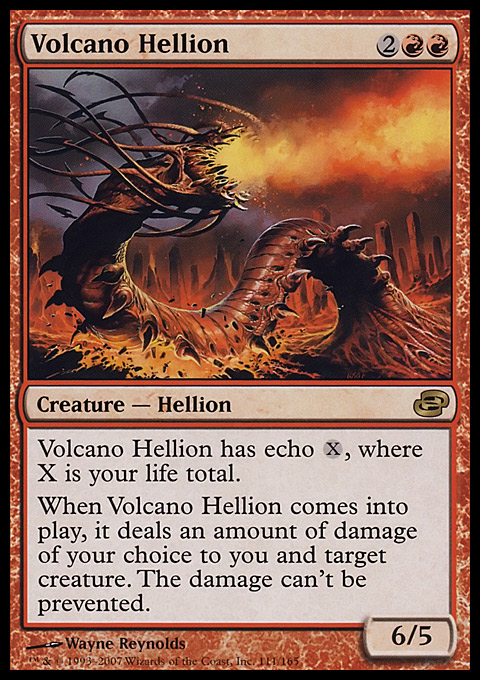 Volcano Hellion 2
Creature — Hellion
Volcano Hellion has echo X, where
X is your life total.
When Volcano Hellion comes into
play, it deals an amount of damage
of your choice to you and target
creature. The damage can't be
prevented.
6/5
Wayne Reynolds
™ & © 1993-2007 Wizards of the Coast, Inc. 111/165